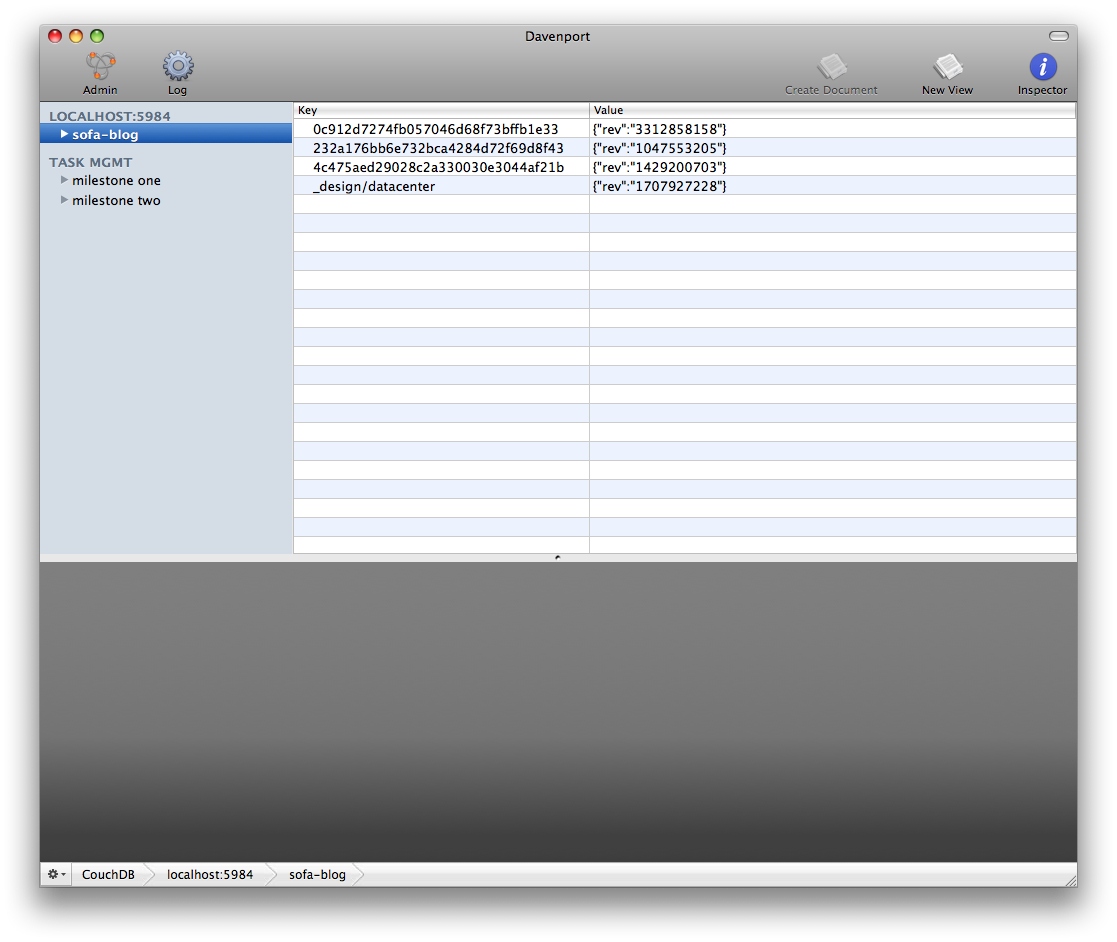 Davenport
Admin Log Create Document New View Inspector
LOCALHOST:5984
sofa-blog
TASK MGMT
milestone one
milestone two
Key Value
0c912d7274fb057046d68f73bffb1e33 {"rev":"3312858158"}
232a176bb6e732bca4284d72f69d8f43 {"rev":"1047553205"}
4c475aed29028c2a330030e3044af21b {"rev":"1429200703"}
_design/datacenter {"rev":"1707927228"}
CouchDB localhost:5984 sofa-blog